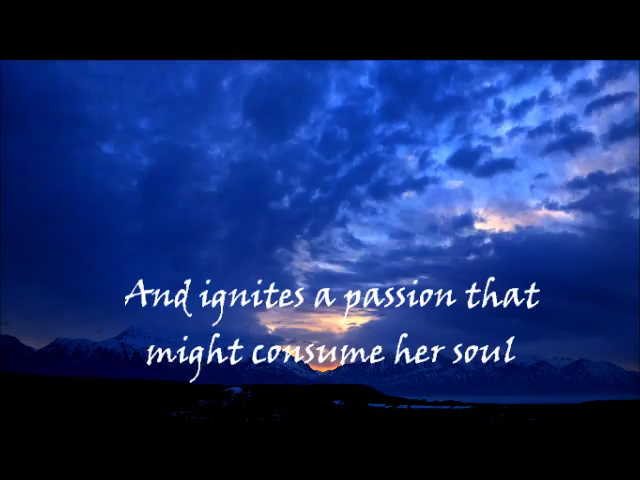 And ignites a passion that
might consume her soul